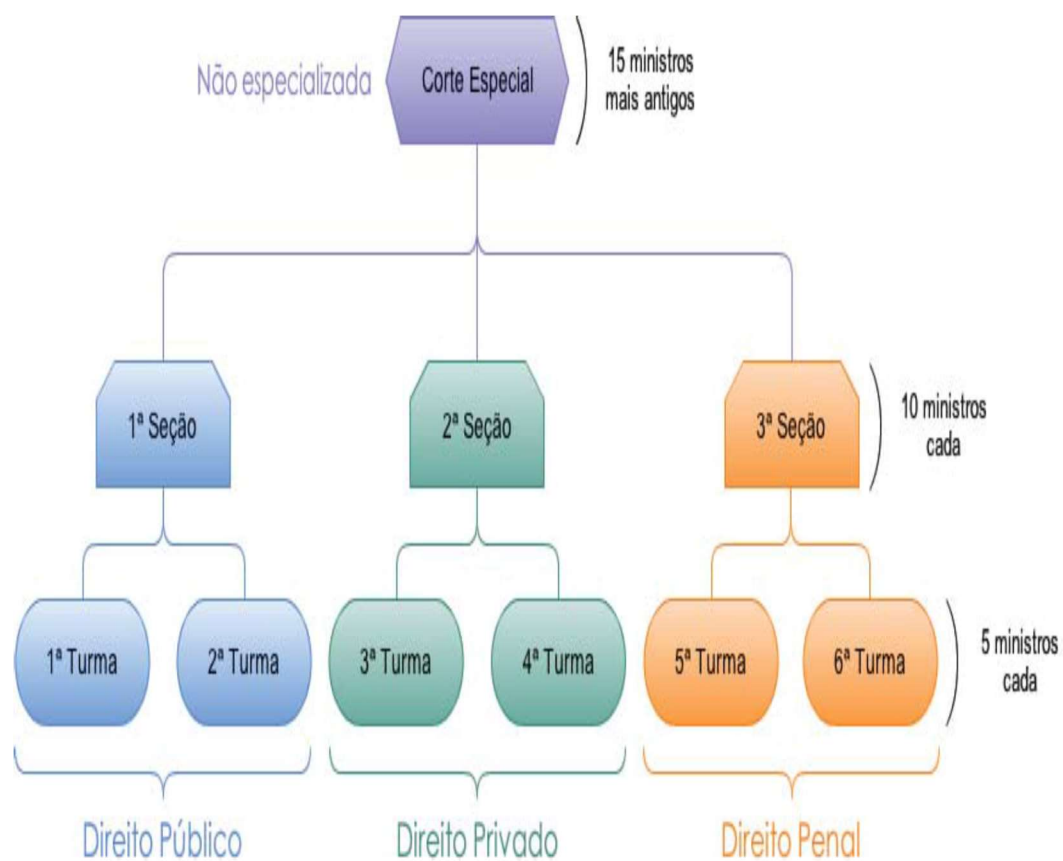 Não especializada
Corte Especial
15 ministros
mais antigos
1ª Seção
2ª Seção
3ª Seção
10 ministros
cada
1ª Turma
2ª Turma
3ª Turma
4ª Turma
5ª Turma
6ª Turma
5 ministros
cada
Direito Público
Direito Privado
Direito Penal